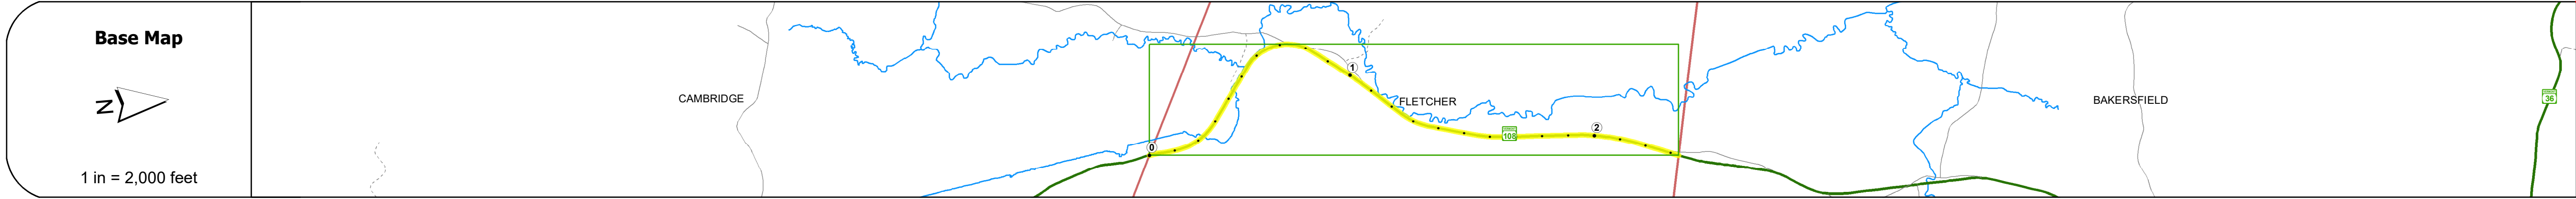 Base Map
N
1 in = 2,000 feet
CAMBRIDGE
0
1
FLETCHER
108
2
BAKERSFIELD
36